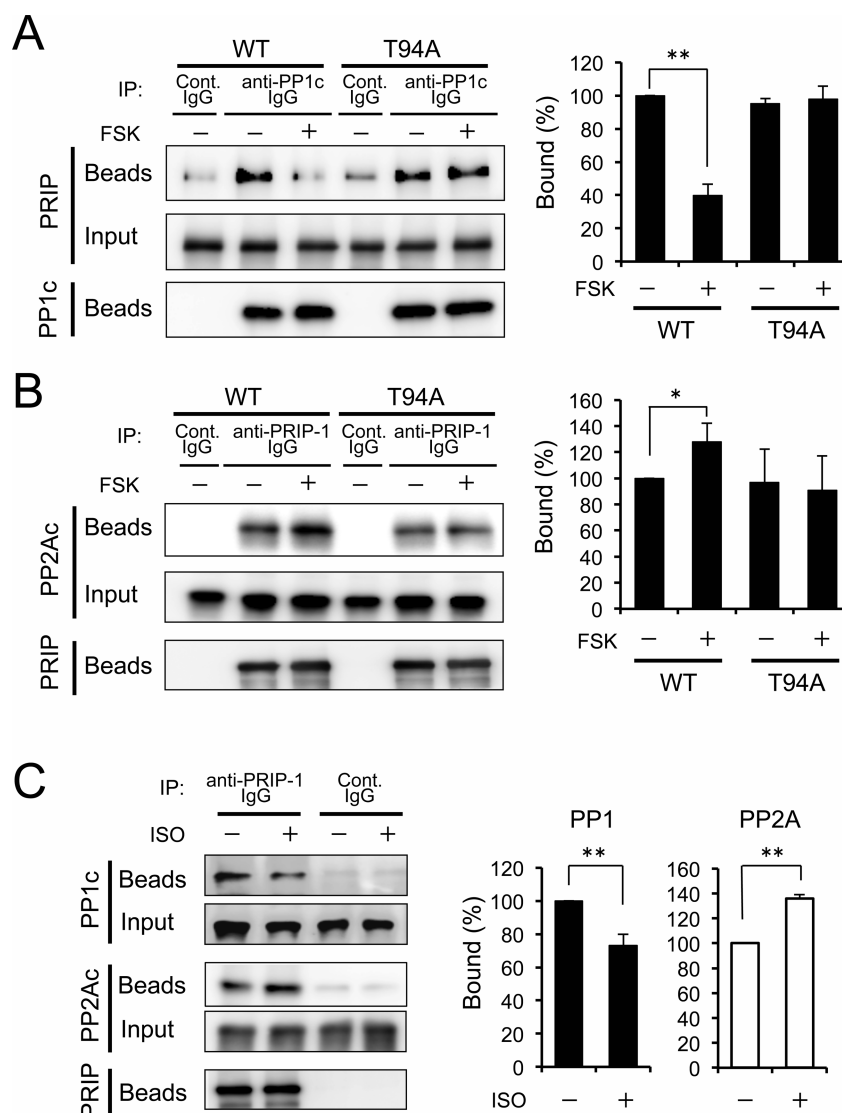 A
WT T94A
IP: Cont. IgG anti-PP1c IgG Cont. IgG anti-PP1c IgG
FSK – – + – – +
PRIP Beads
Input
PP1c Beads
Bound (%)
120
100
80
60
40
20
0
**
FSK – + – +
WT T94A
B
WT T94A
IP: Cont. IgG anti-PRIP-1 IgG Cont. IgG anti-PRIP-1 IgG
FSK – – + – – +
PP2Ac Beads
Input
PRIP Beads
Bound (%)
160
140
120
100
80
60
40
20
0
*
FSK – + – +
WT T94A
C
IP: anti-PRIP-1 IgG Cont. IgG
ISO – + – +
PP1c Beads
Input
PP2Ac Beads
Input
PRIP Beads
PP1
Bound (%)
120
100
80
60
40
20
0
**
ISO – +
PP2A
160
140
120
100
80
60
40
20
0
**
– +